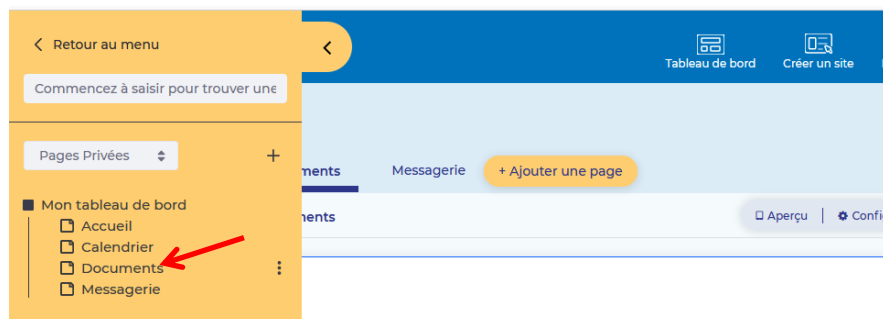 Retour au menu
Commencez à saisir pour trouver une
Pages Privées
Mon tableau de bord
Accueil
Calendrier
Documents
Messagerie
Tableau de bord
Créer un site
ments
Messagerie
+ Ajouter une page
ments
Aperçu
Confi